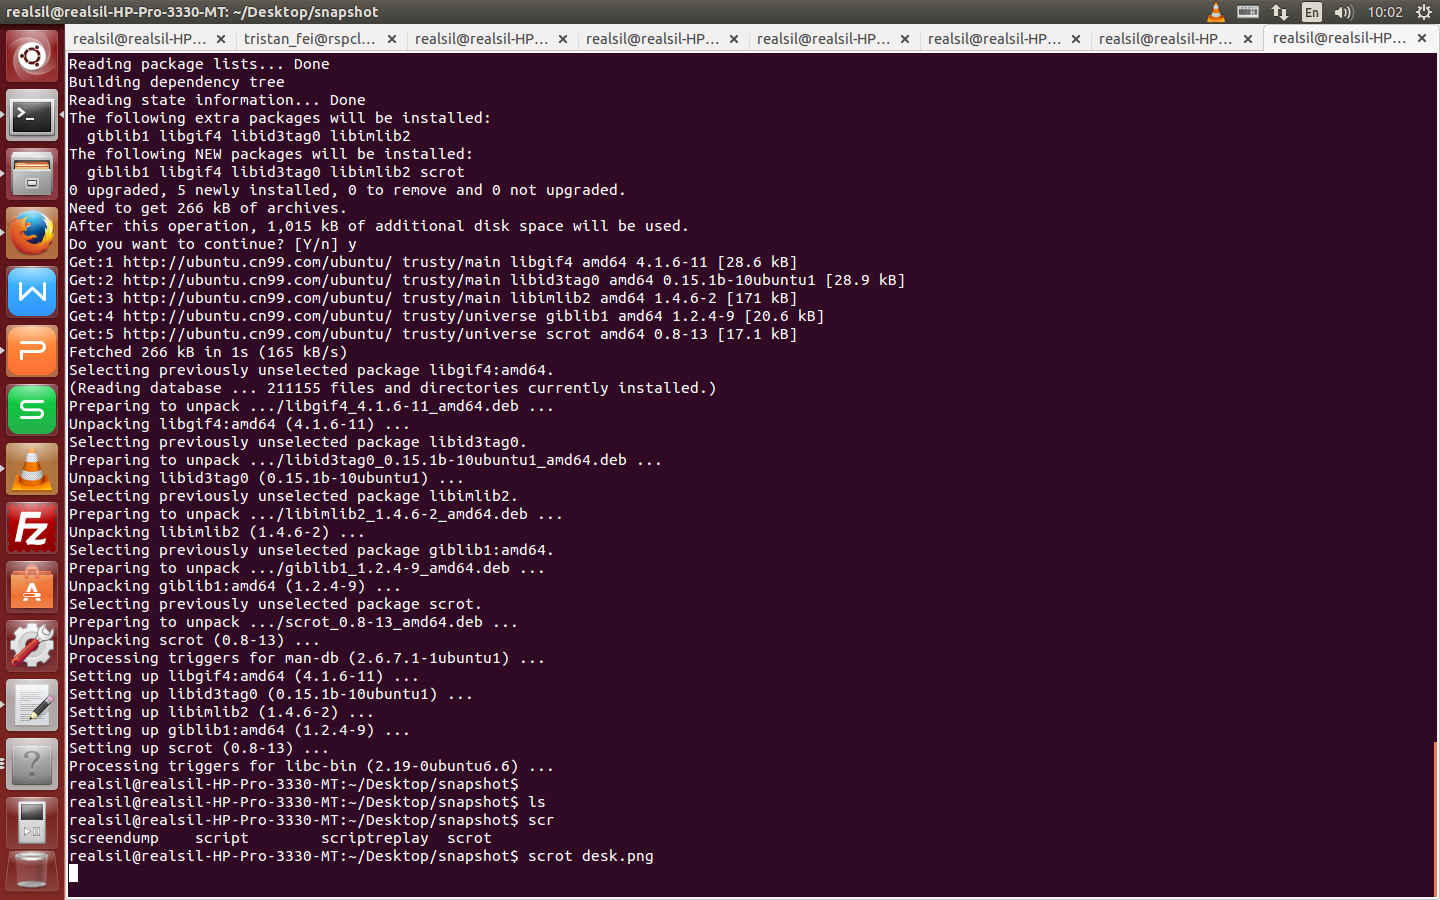 realsil@realsil-HP-Pro-3330-MT: ~/Desktop/snapshot
En
10:02
realsil@realsil-HP... × tristan_fei@rspcl... × realsil@realsil-HP... × realsil@realsil-HP... × realsil@realsil-HP... × realsil@realsil-HP... × realsil@realsil-HP... × realsil@realsil-HP... ×
Reading package lists... Done
Building dependency tree
Reading state information... Done
The following extra packages will be installed:
  giblib1 libgif4 libid3tag0 libimlib2
The following NEW packages will be installed:
  giblib1 libgif4 libid3tag0 libimlib2 scrot
0 upgraded, 5 newly installed, 0 to remove and 0 not upgraded.
Need to get 266 kB of archives.
After this operation, 1,015 kB of additional disk space will be used.
Do you want to continue? [Y/n] y
Get:1 http://ubuntu.cn99.com/ubuntu/ trusty/main libgif4 amd64 4.1.6-11 [28.6 kB]
Get:2 http://ubuntu.cn99.com/ubuntu/ trusty/main libid3tag0 amd64 0.15.1b-10ubuntu1 [28.9 kB]
Get:3 http://ubuntu.cn99.com/ubuntu/ trusty/main libimlib2 amd64 1.4.6-2 [171 kB]
Get:4 http://ubuntu.cn99.com/ubuntu/ trusty/universe giblib1 amd64 1.2.4-9 [20.6 kB]
Get:5 http://ubuntu.cn99.com/ubuntu/ trusty/universe scrot amd64 0.8-13 [17.1 kB]
Fetched 266 kB in 1s (165 kB/s)
Selecting previously unselected package libgif4:amd64.
(Reading database ... 211155 files and directories currently installed.)
Preparing to unpack .../libgif4_4.1.6-11_amd64.deb ...
Unpacking libgif4:amd64 (4.1.6-11) ...
Selecting previously unselected package libid3tag0.
Preparing to unpack .../libid3tag0_0.15.1b-10ubuntu1_amd64.deb ...
Unpacking libid3tag0 (0.15.1b-10ubuntu1) ...
Selecting previously unselected package libimlib2.
Preparing to unpack .../libimlib2_1.4.6-2_amd64.deb ...
Unpacking libimlib2 (1.4.6-2) ...
Selecting previously unselected package giblib1:amd64.
Preparing to unpack .../giblib1_1.2.4-9_amd64.deb ...
Unpacking giblib1:amd64 (1.2.4-9) ...
Selecting previously unselected package scrot.
Preparing to unpack .../scrot_0.8-13_amd64.deb ...
Unpacking scrot (0.8-13) ...
Processing triggers for man-db (2.6.7.1-1ubuntu1) ...
Setting up libgif4:amd64 (4.1.6-11) ...
Setting up libid3tag0 (0.15.1b-10ubuntu1) ...
Setting up libimlib2 (1.4.6-2) ...
Setting up giblib1:amd64 (1.2.4-9) ...
Setting up scrot (0.8-13) ...
Processing triggers for libc-bin (2.19-0ubuntu6.6) ...
realsil@realsil-HP-Pro-3330-MT:~/Desktop/snapshot$
realsil@realsil-HP-Pro-3330-MT:~/Desktop/snapshot$ ls
realsil@realsil-HP-Pro-3330-MT:~/Desktop/snapshot$ scr
screendump    script        scriptreplay  scrot
realsil@realsil-HP-Pro-3330-MT:~/Desktop/snapshot$ scrot desk.png